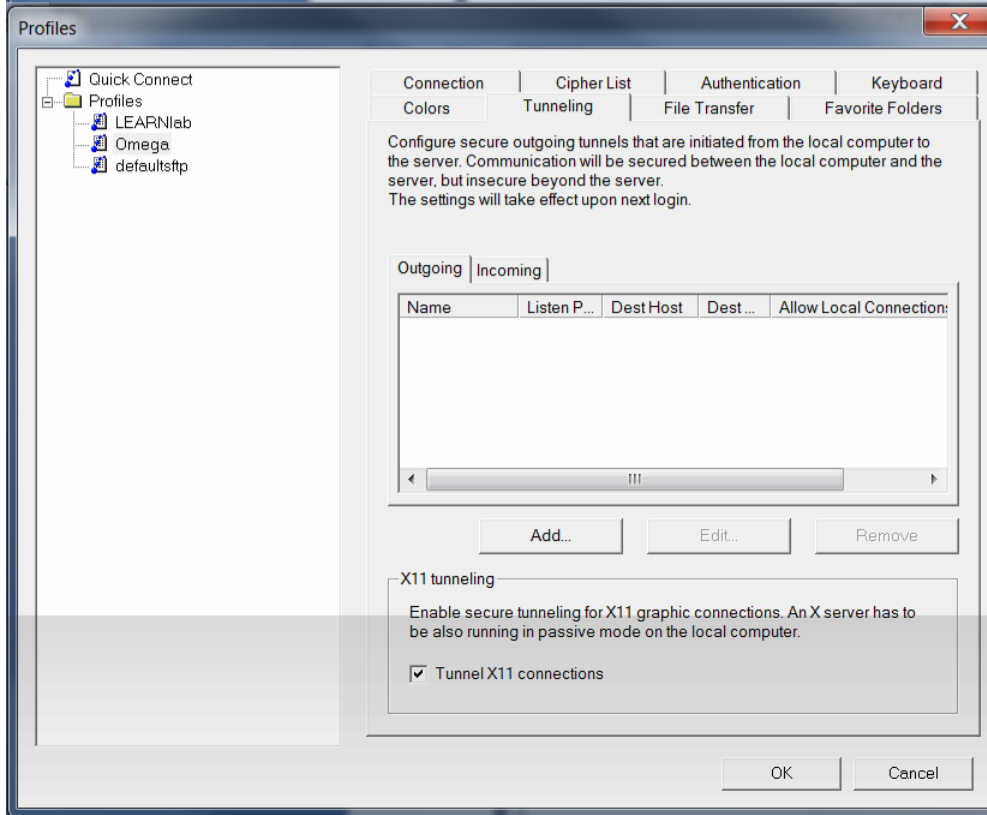 Profiles
Quick Connect
Profiles
LEARNlab
Omega
defaultsftp
Connection Cipher List Authentication Keyboard
Colors Tunneling File Transfer Favorite Folders
Configure secure outgoing tunnels that are initiated from the local computer to
the server. Communication will be secured between the local computer and the
server, but insecure beyond the server.
The settings will take effect upon next login.
Outgoing Incoming
Name Listen P... Dest Host Dest ... Allow Local Connections
Add... Edit... Remove
X11 tunneling
Enable secure tunneling for X11 graphic connections. An X server has to
be also running in passive mode on the local computer.
Tunnel X11 connections
OK Cancel